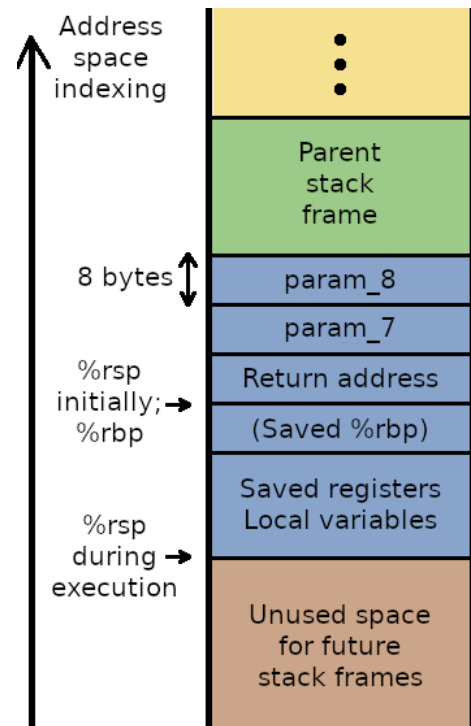 Address
space
indexing
Parent
stack
frame
8 bytes
param_8
param_7
%rsp
initially;
%rbp
Return address
(Saved %rbp)
Saved registers
Local variables
%rsp
during
execution
Unused space
for future
stack frames